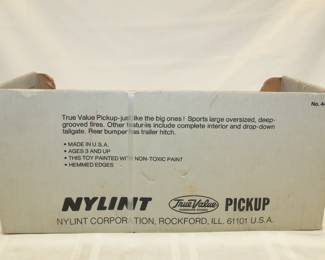 True Value Pickup-just like the big ones! Sports large oversized, deep-
grooved tires. Other features include complete interior and drop-down
tailgate. Rear bumper has trailer hitch.
No. 4
• MADE IN U.S.A.
• AGES 3 AND UP
• THIS TOY PAINTED WITH NON-TOXIC PAINT
• HEMMED EDGES
NYLINT True Value PICKUP
NYLINT CORPORATION, ROCKFORD, ILL. 61101 U.S.A.